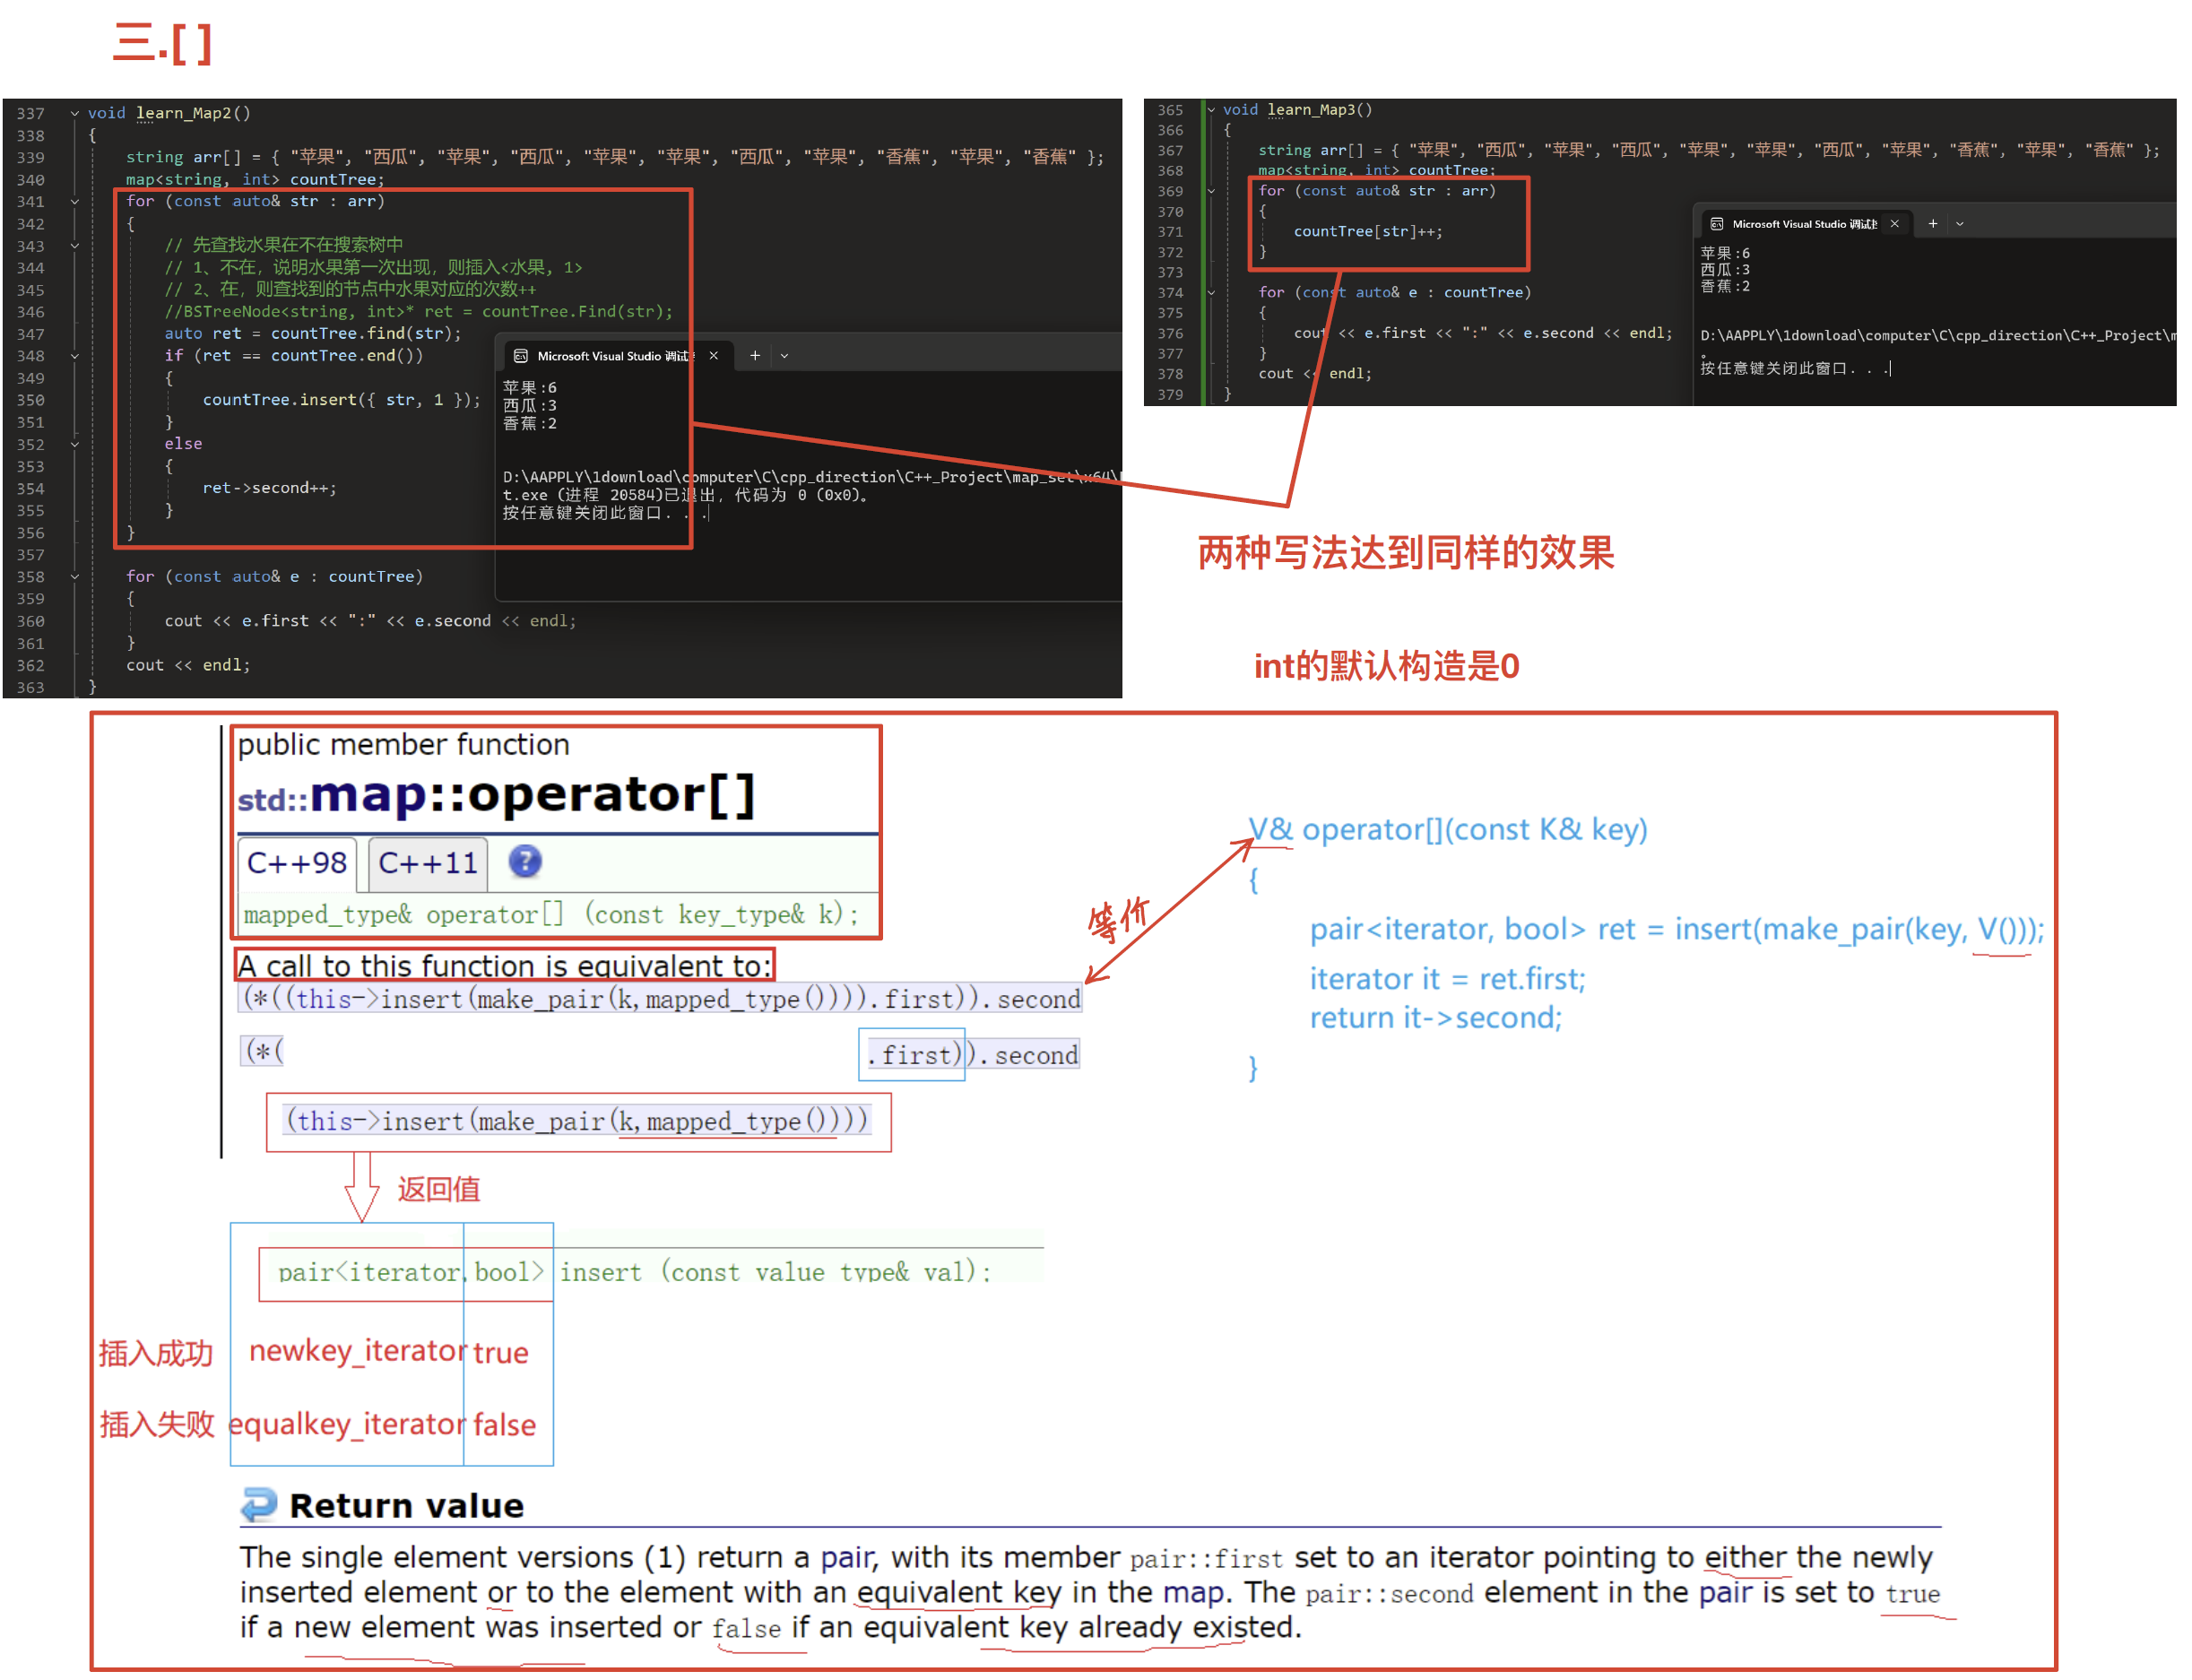 三.[ ]
337 void learn_Map2()
338 {
339 string arr[] = { "苹果", "西瓜", "苹果", "西瓜", "苹果", "苹果", "西瓜", "苹果", "香蕉", "苹果", "香蕉" };
340 map<string, int> countTree;
341 for (const auto& str : arr)
342 {
343 // 先查找水果在不在搜索树中
344 // 1、不在，说明水果第一次出现，则插入<水果, 1>
345 // 2、在，则查找到的节点中水果对应的次数++
346 //BSTreeNode<string, int>* ret = countTree.Find(str);
347 auto ret = countTree.find(str);
348 if (ret == countTree.end())
349 {
350 countTree.insert({ str, 1 });
351 }
352 else
353 {
354 ret->second++;
355 }
356 }
357
358 for (const auto& e : countTree)
359 {
360 cout << e.first << ":" << e.second << endl;
361 }
362 cout << endl;
363 }
Microsoft Visual Studio 调试
苹果:6
西瓜:3
香蕉:2
D:\AAPPLY\1download\computer\C\cpp_direction\C++_Project\map_set\x64\
t.exe (进程 20584)已退出，代码为 0 (0x0)。
按任意键关闭此窗口. . .
365 void learn_Map3()
366 {
367 string arr[] = { "苹果", "西瓜", "苹果", "西瓜", "苹果", "苹果", "西瓜", "苹果", "香蕉", "苹果", "香蕉" };
368 map<string, int> countTree;
369 for (const auto& str : arr)
370 {
371 countTree[str]++;
372 }
373
374 for (const auto& e : countTree)
375 {
376 cout << e.first << ":" << e.second << endl;
377 }
378 cout << endl;
379 }
Microsoft Visual Studio 调试
苹果:6
西瓜:3
香蕉:2
D:\AAPPLY\1download\computer\C\cpp_direction\C++_Project\
。
按任意键关闭此窗口. . .
两种写法达到同样的效果
int的默认构造是0
public member function
std::map::operator[]
C++98 C++11 ?
mapped_type& operator[] (const key_type& k);
A call to this function is equivalent to:
(*((this->insert(make_pair(k,mapped_type()))).first)).second
(*( .first)).second
(this->insert(make_pair(k,mapped_type())))
返回值
pair<iterator,bool> insert (const value_type& val);
插入成功 newkey_iterator true
插入失败 equalkey_iterator false
等价
V& operator[](const K& key)
{
pair<iterator, bool> ret = insert(make_pair(key, V()));
iterator it = ret.first;
return it->second;
}
Return value
The single element versions (1) return a pair, with its member pair::first set to an iterator pointing to either the newly
inserted element or to the element with an equivalent key in the map. The pair::second element in the pair is set to true
if a new element was inserted or false if an equivalent key already existed.